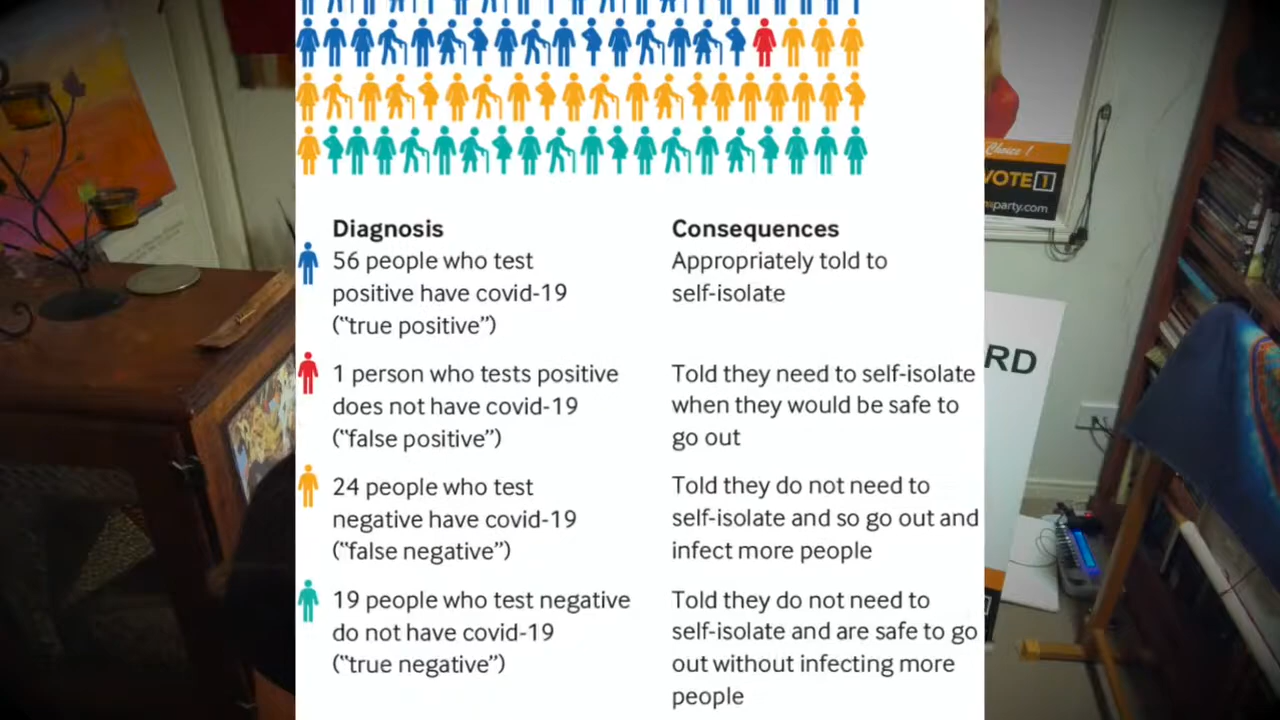 Diagnosis
56 people who test
positive have covid-19
("true positive")
1 person who tests positive
does not have covid-19
("false positive")
24 people who test
negative have covid-19
("false negative")
19 people who test negative
do not have covid-19
("true negative")
Consequences
Appropriately told to
self-isolate
Told they need to self-isolate
when they would be safe to
go out
Told they do not need to
self-isolate and so go out and
infect more people
Told they do not need to
self-isolate and are safe to go
out without infecting more
people
Choice !
VOTE 1
party.com
RD